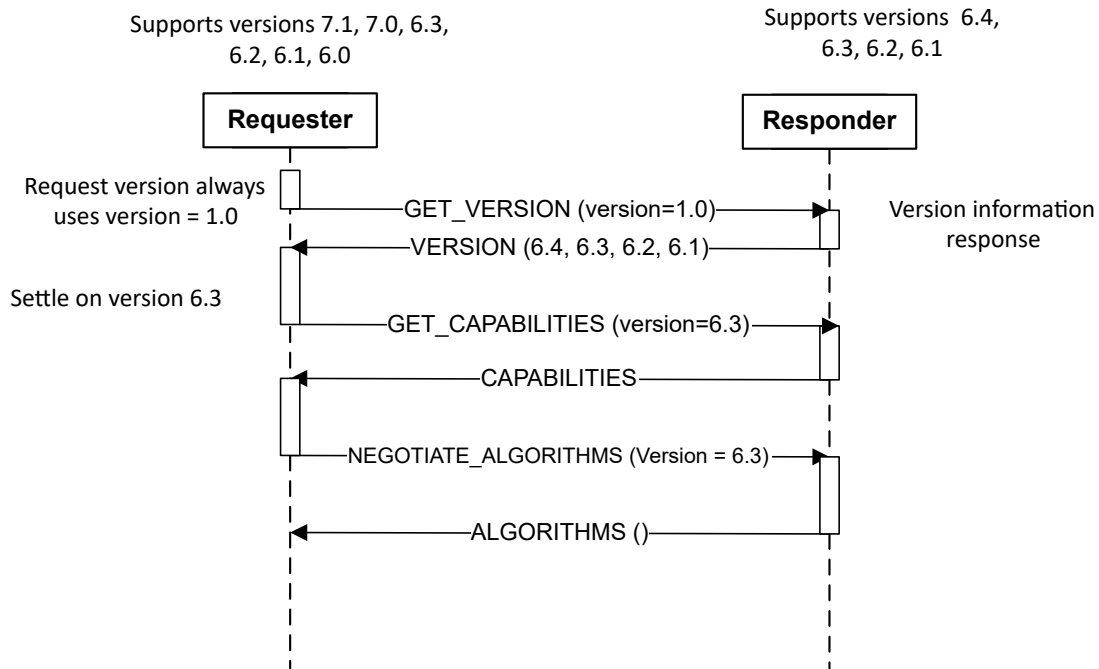 Supports versions 7.1, 7.0, 6.3,
6.2, 6.1, 6.0
Supports versions 6.4,
6.3, 6.2, 6.1
Requester
Responder
Request version always
uses version = 1.0
GET_VERSION (version=1.0)
Version information
response
VERSION (6.4, 6.3, 6.2, 6.1)
Settle on version 6.3
GET_CAPABILITIES (version=6.3)
CAPABILITIES
NEGOTIATE_ALGORITHMS (Version = 6.3)
ALGORITHMS ()